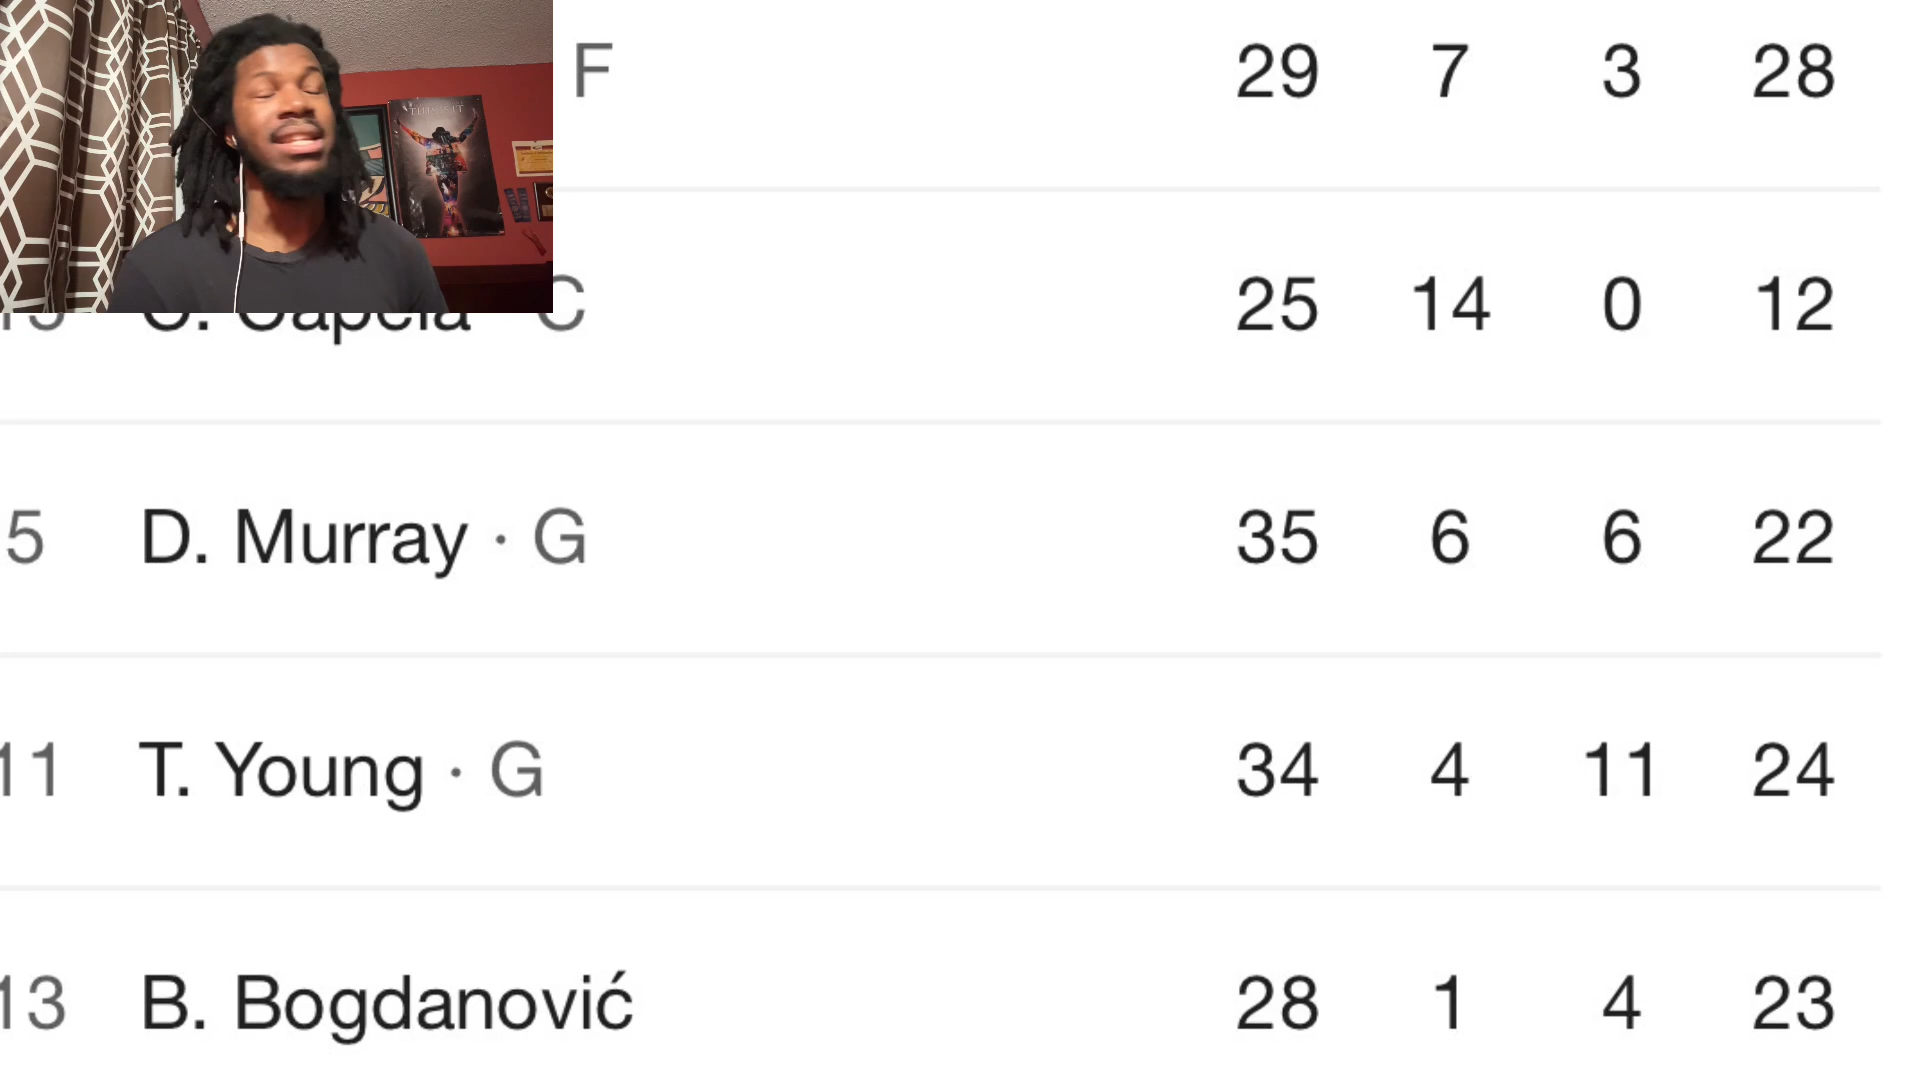 F 29 7 3 28
C. Capela C 25 14 0 12
5 D. Murray · G 35 6 6 22
11 T. Young · G 34 4 11 24
13 B. Bogdanović 28 1 4 23